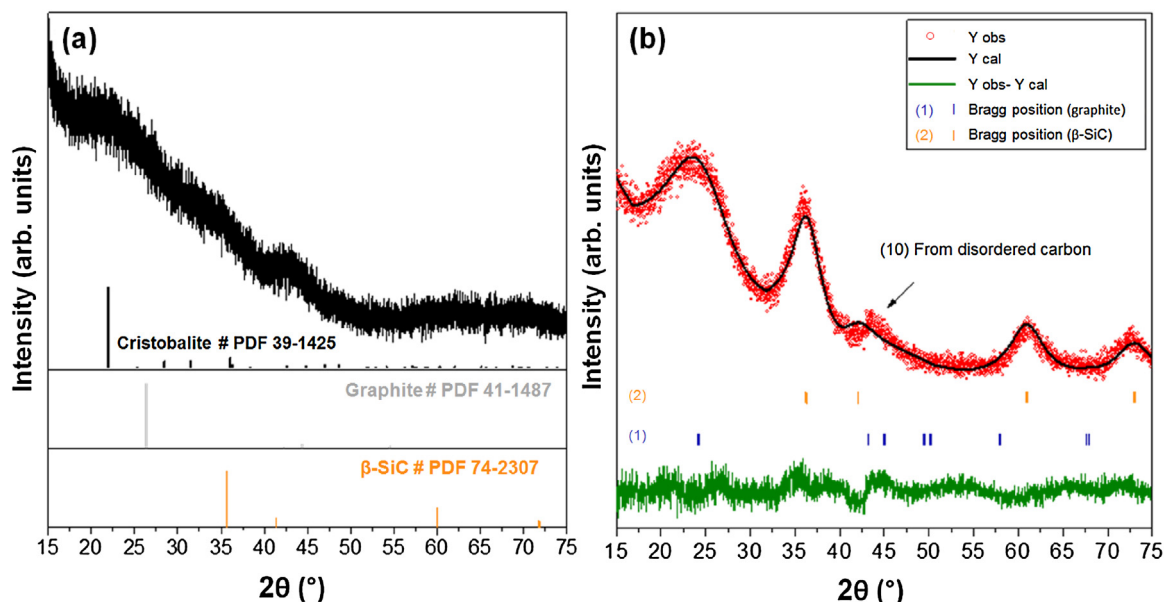 (a)
Intensity (arb. units)
Cristobalite # PDF 39-1425
Graphite # PDF 41-1487
β-SiC # PDF 74-2307
15 20 25 30 35 40 45 50 55 60 65 70 75
2θ (°)
(b)
Y obs
Y cal
Y obs- Y cal
(1) Bragg position (graphite)
(2) Bragg position (β-SiC)
Intensity (arb. units)
(10) From disordered carbon
(2)
(1)
15 20 25 30 35 40 45 50 55 60 65 70 75
2θ (°)